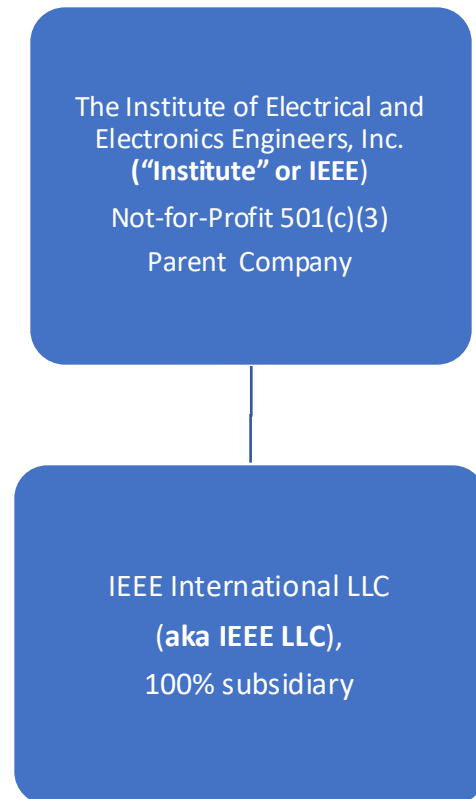 The Institute of Electrical and
Electronics Engineers, Inc.
(“Institute” or IEEE)
Not-for-Profit 501(c)(3)
Parent Company
IEEE International LLC
(aka IEEE LLC),
100% subsidiary